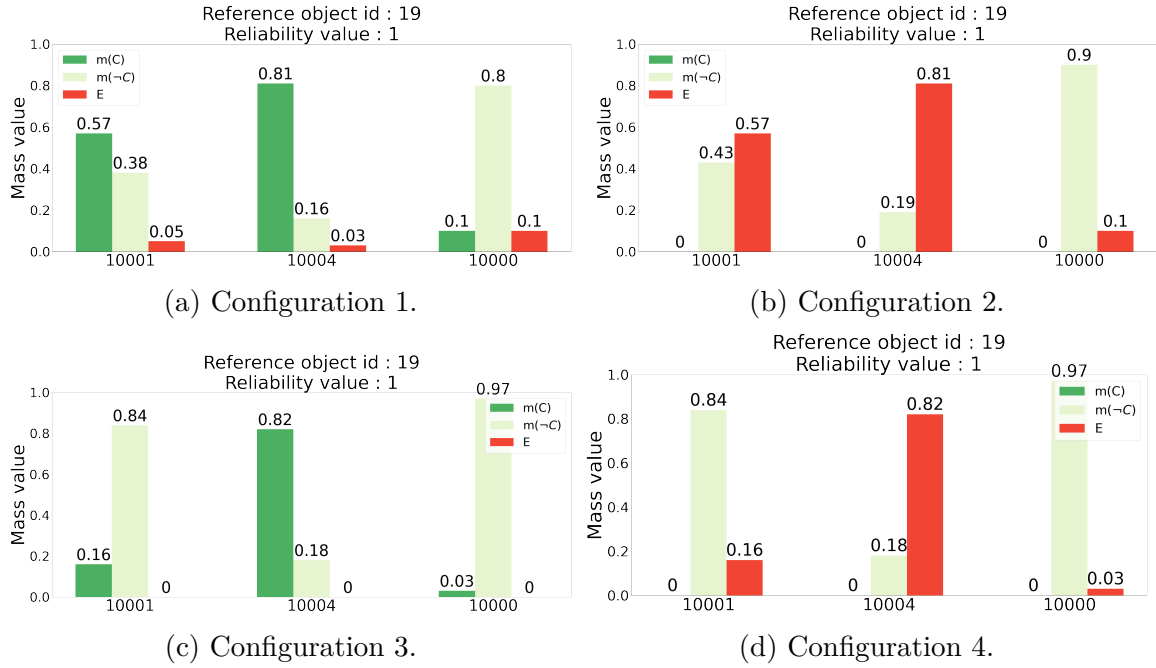 Reference object id : 19
Reliability value : 1
Mass value
1.0
0.8
0.6
0.4
0.2
0.0
m(C)
m(¬C)
E
0.57
0.38
0.05
0.81
0.16
0.03
0.1
0.8
0.1
10001
10004
10000
(a) Configuration 1.
Reference object id : 19
Reliability value : 1
Mass value
1.0
0.8
0.6
0.4
0.2
0.0
m(C)
m(¬C)
E
0
0.43
0.57
0
0.19
0.81
0
0.9
0.1
10001
10004
10000
(b) Configuration 2.
Reference object id : 19
Reliability value : 1
Mass value
1.0
0.8
0.6
0.4
0.2
0.0
m(C)
m(¬C)
E
0.16
0.84
0
0.82
0.18
0
0.03
0.97
0
10001
10004
10000
(c) Configuration 3.
Reference object id : 19
Reliability value : 1
Mass value
1.0
0.8
0.6
0.4
0.2
0.0
m(C)
m(¬C)
E
0
0.84
0.16
0
0.18
0.82
0
0.97
0.03
10001
10004
10000
(d) Configuration 4.